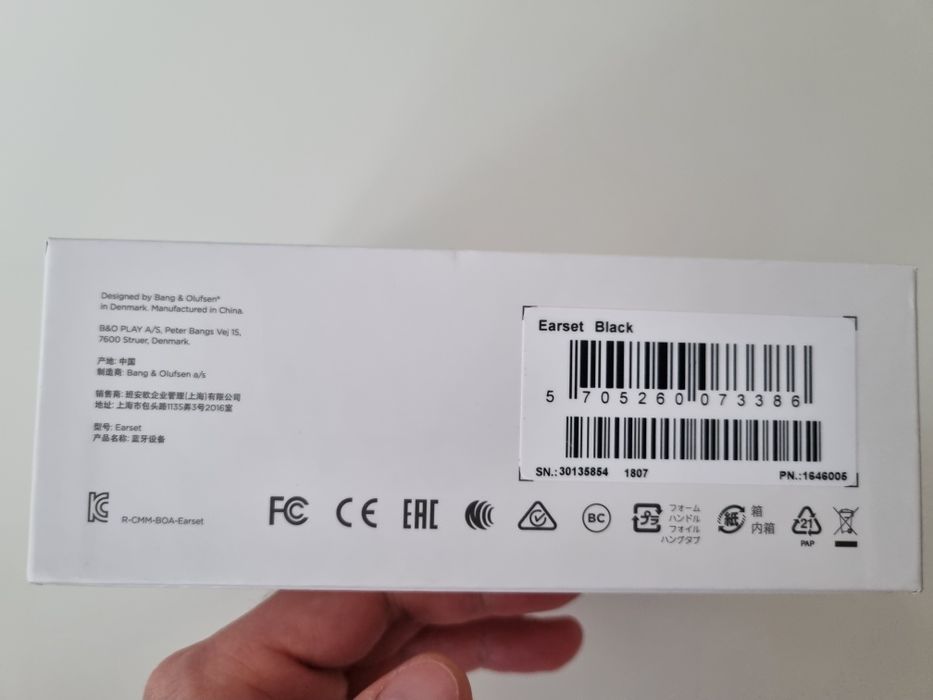 Designed by Bang & Olufsen®
in Denmark. Manufactured in China.
B&O PLAY A/S, Peter Bangs Vej 15,
7600 Struer, Denmark.
产地: 中国
制造商: Bang & Olufsen a/s
销售商: 班安欧企业管理(上海)有限公司
地址: 上海市包头路1135弄3号2016室
型号: Earset
产品名称: 蓝牙设备
R-CMM-BOA-Earset
Earset Black
5 705260 073386
SN.:30135854 1807 PN.:1646005
FC CE EAC BC プラ
フォーム
ハンドル
フォイル
ハングタブ
紙 箱
内箱
21
PAP